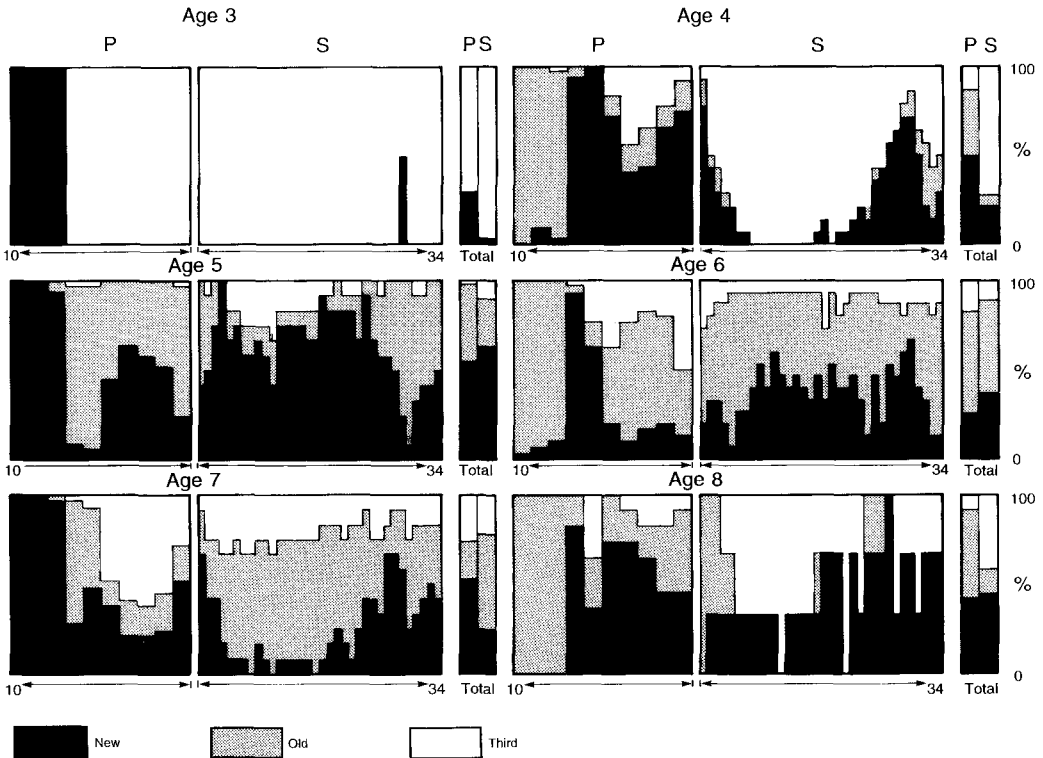 Age 3 Age 4
P S P S P S P S
100
%
0
10 34 Total 10 34 Total
Age 5 Age 6
100
%
0
10 34 Total 10 34 Total
Age 7 Age 8
100
%
0
10 34 Total 10 34 Total
New Old Third